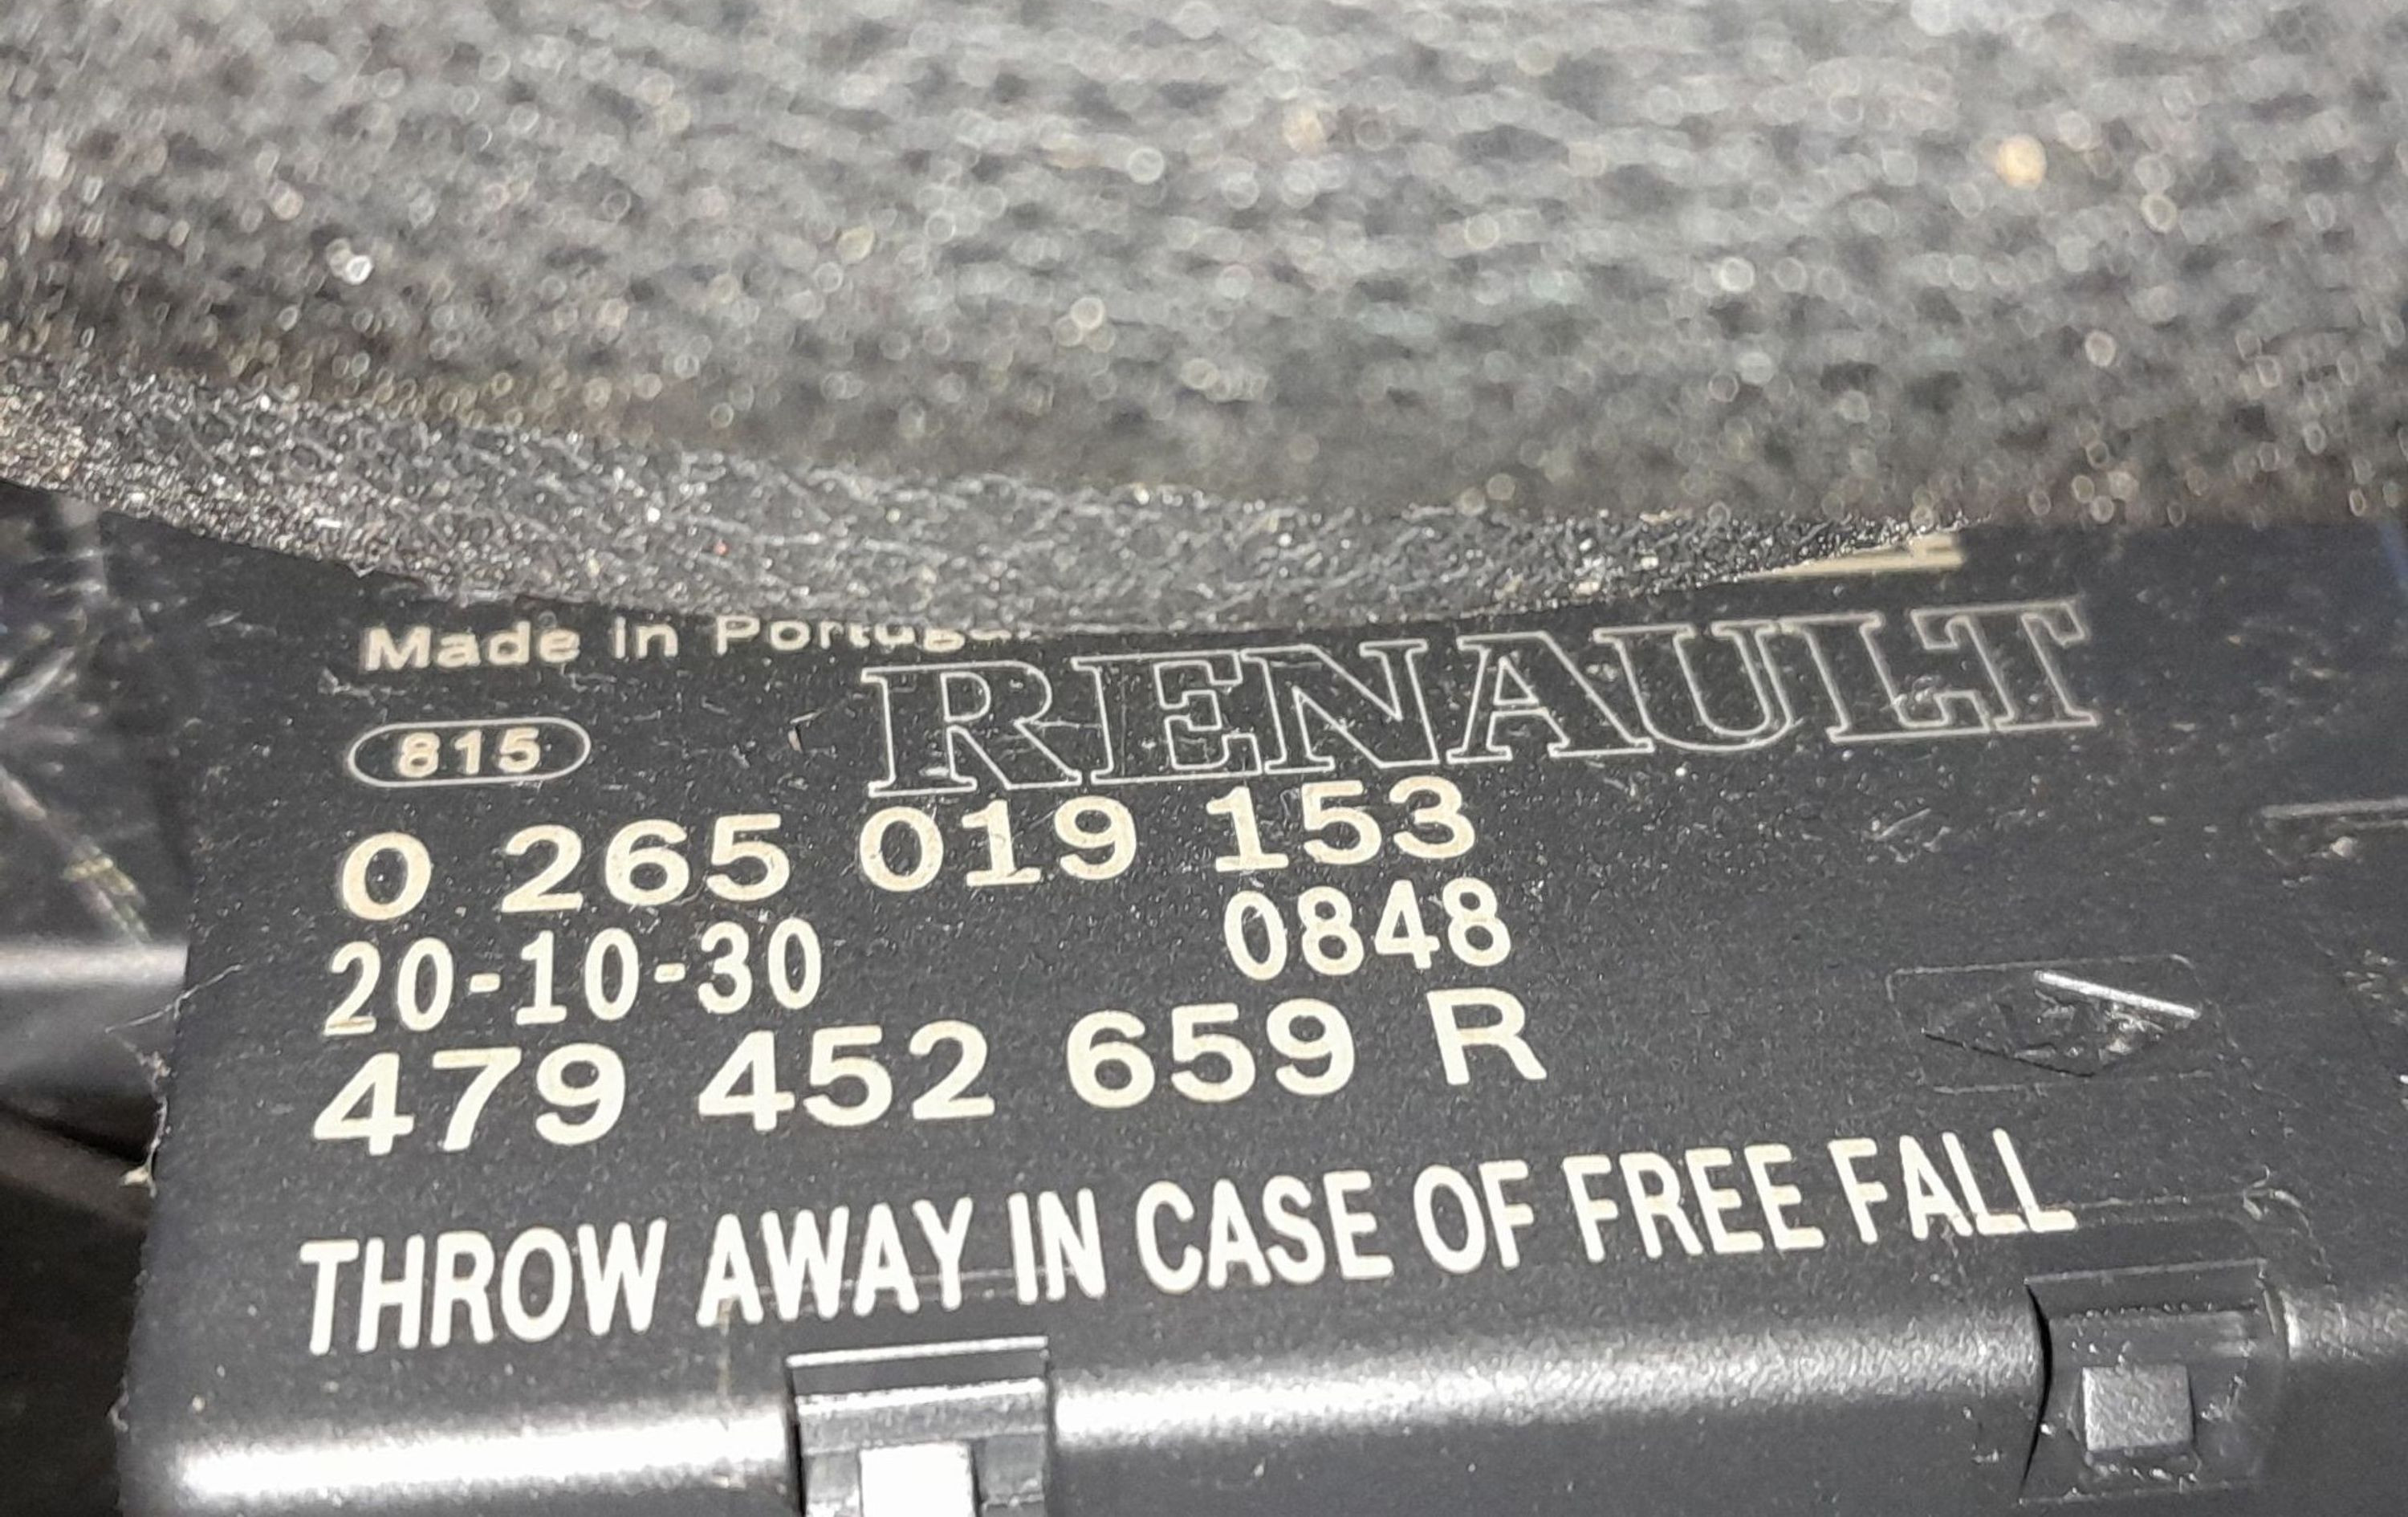 Made in Portugal
RENAULT
815
0 265 019 153
20-10-30 0848
479 452 659 R
THROW AWAY IN CASE OF FREE FALL